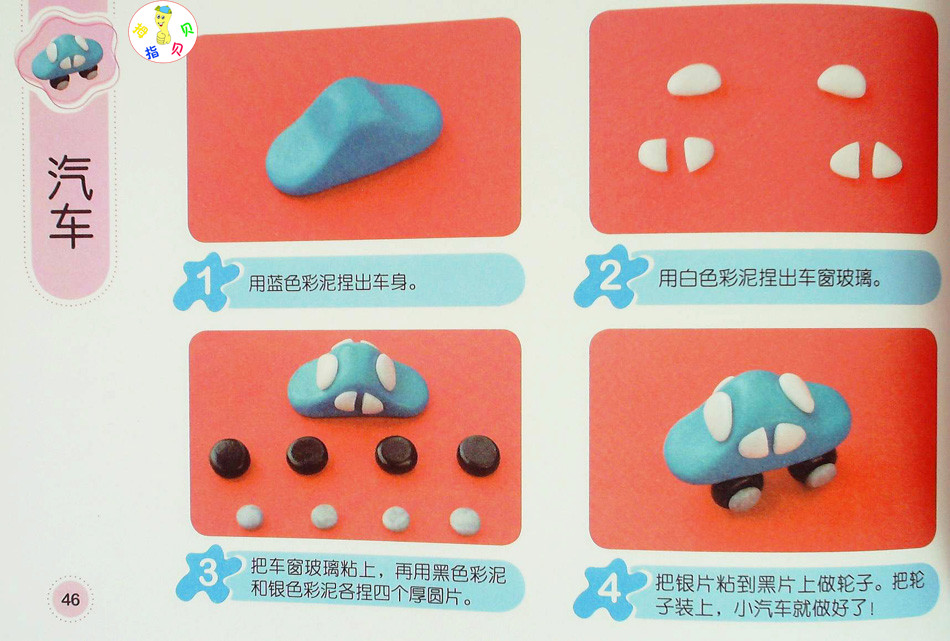 指贝
指贝
汽车
1 用蓝色彩泥捏出车身。
2 用白色彩泥捏出车窗玻璃。
3 把车窗玻璃粘上,再用黑色彩泥
和银色彩泥各捏四个厚圆片。
4 把银片粘到黑片上做轮子。把轮
子装上,小汽车就做好了!
46